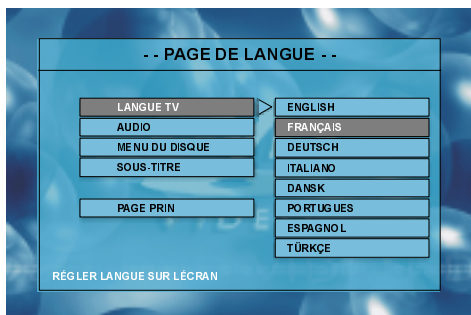 - - PAGE DE LANGUE - -
LANGUE TV
AUDIO
MENU DU DISQUE
SOUS-TITRE
PAGE PRIN
ENGLISH
FRANÇAIS
DEUTSCH
ITALIANO
DANSK
PORTUGUES
ESPAGNOL
TÜRKÇE
RÉGLER LANGUE SUR LÉCRAN